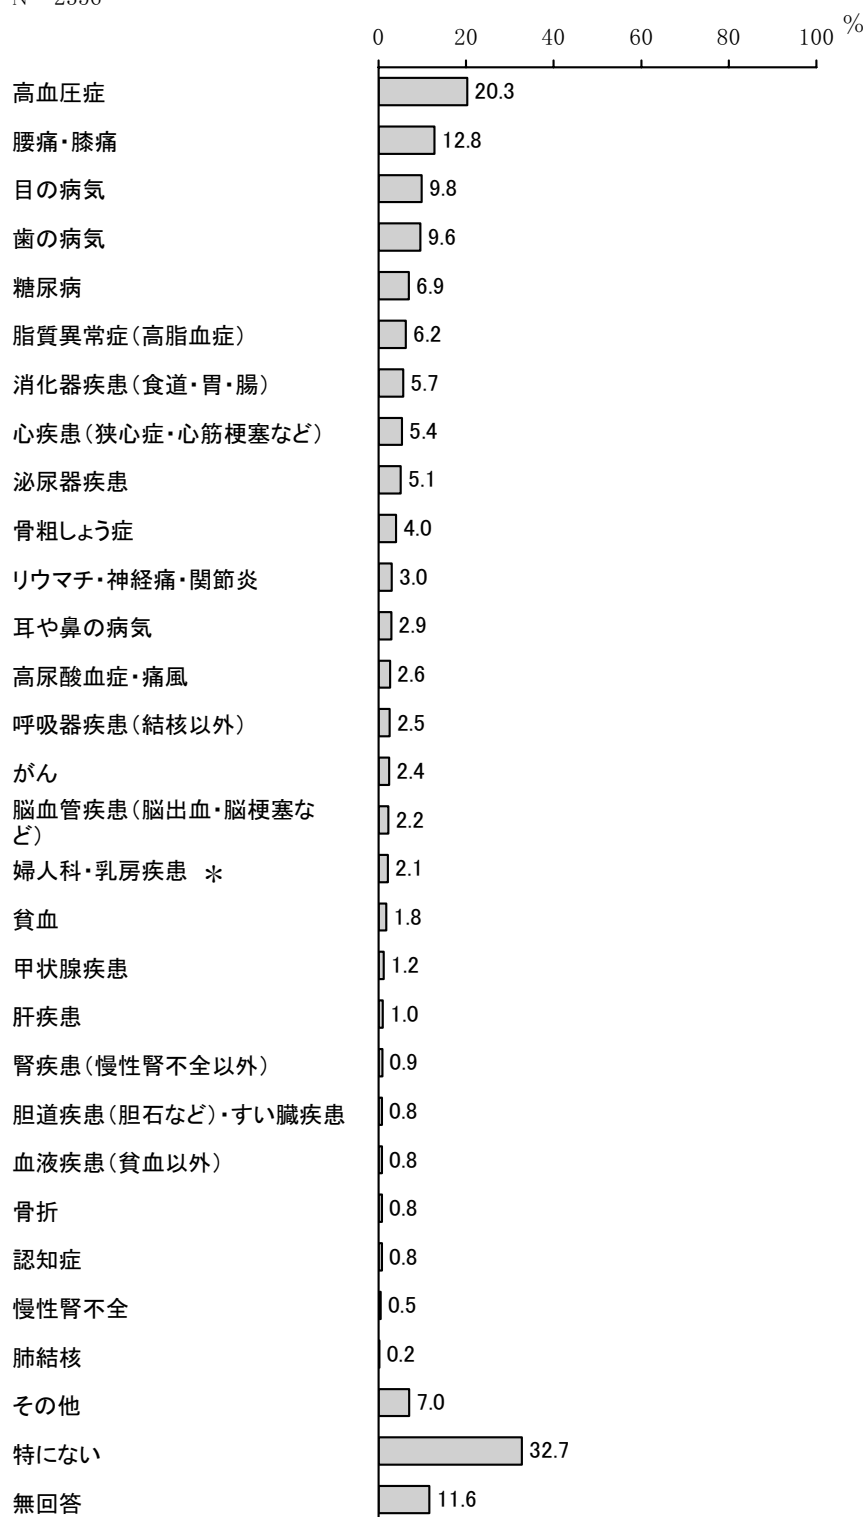 0 20 40 60 80 100 %
高血圧症 20.3
腰痛・膝痛 12.8
目の病気 9.8
歯の病気 9.6
糖尿病 6.9
脂質異常症（高脂血症） 6.2
消化器疾患（食道・胃・腸） 5.7
心疾患（狭心症・心筋梗塞など） 5.4
泌尿器疾患 5.1
骨粗しょう症 4.0
リウマチ・神経痛・関節炎 3.0
耳や鼻の病気 2.9
高尿酸血症・痛風 2.6
呼吸器疾患（結核以外） 2.5
がん 2.4
脳血管疾患（脳出血・脳梗塞な
ど） 2.2
婦人科・乳房疾患 ＊ 2.1
貧血 1.8
甲状腺疾患 1.2
肝疾患 1.0
腎疾患（慢性腎不全以外） 0.9
胆道疾患（胆石など）・すい臓疾患 0.8
血液疾患（貧血以外） 0.8
骨折 0.8
認知症 0.8
慢性腎不全 0.5
肺結核 0.2
その他 7.0
特にない 32.7
無回答 11.6